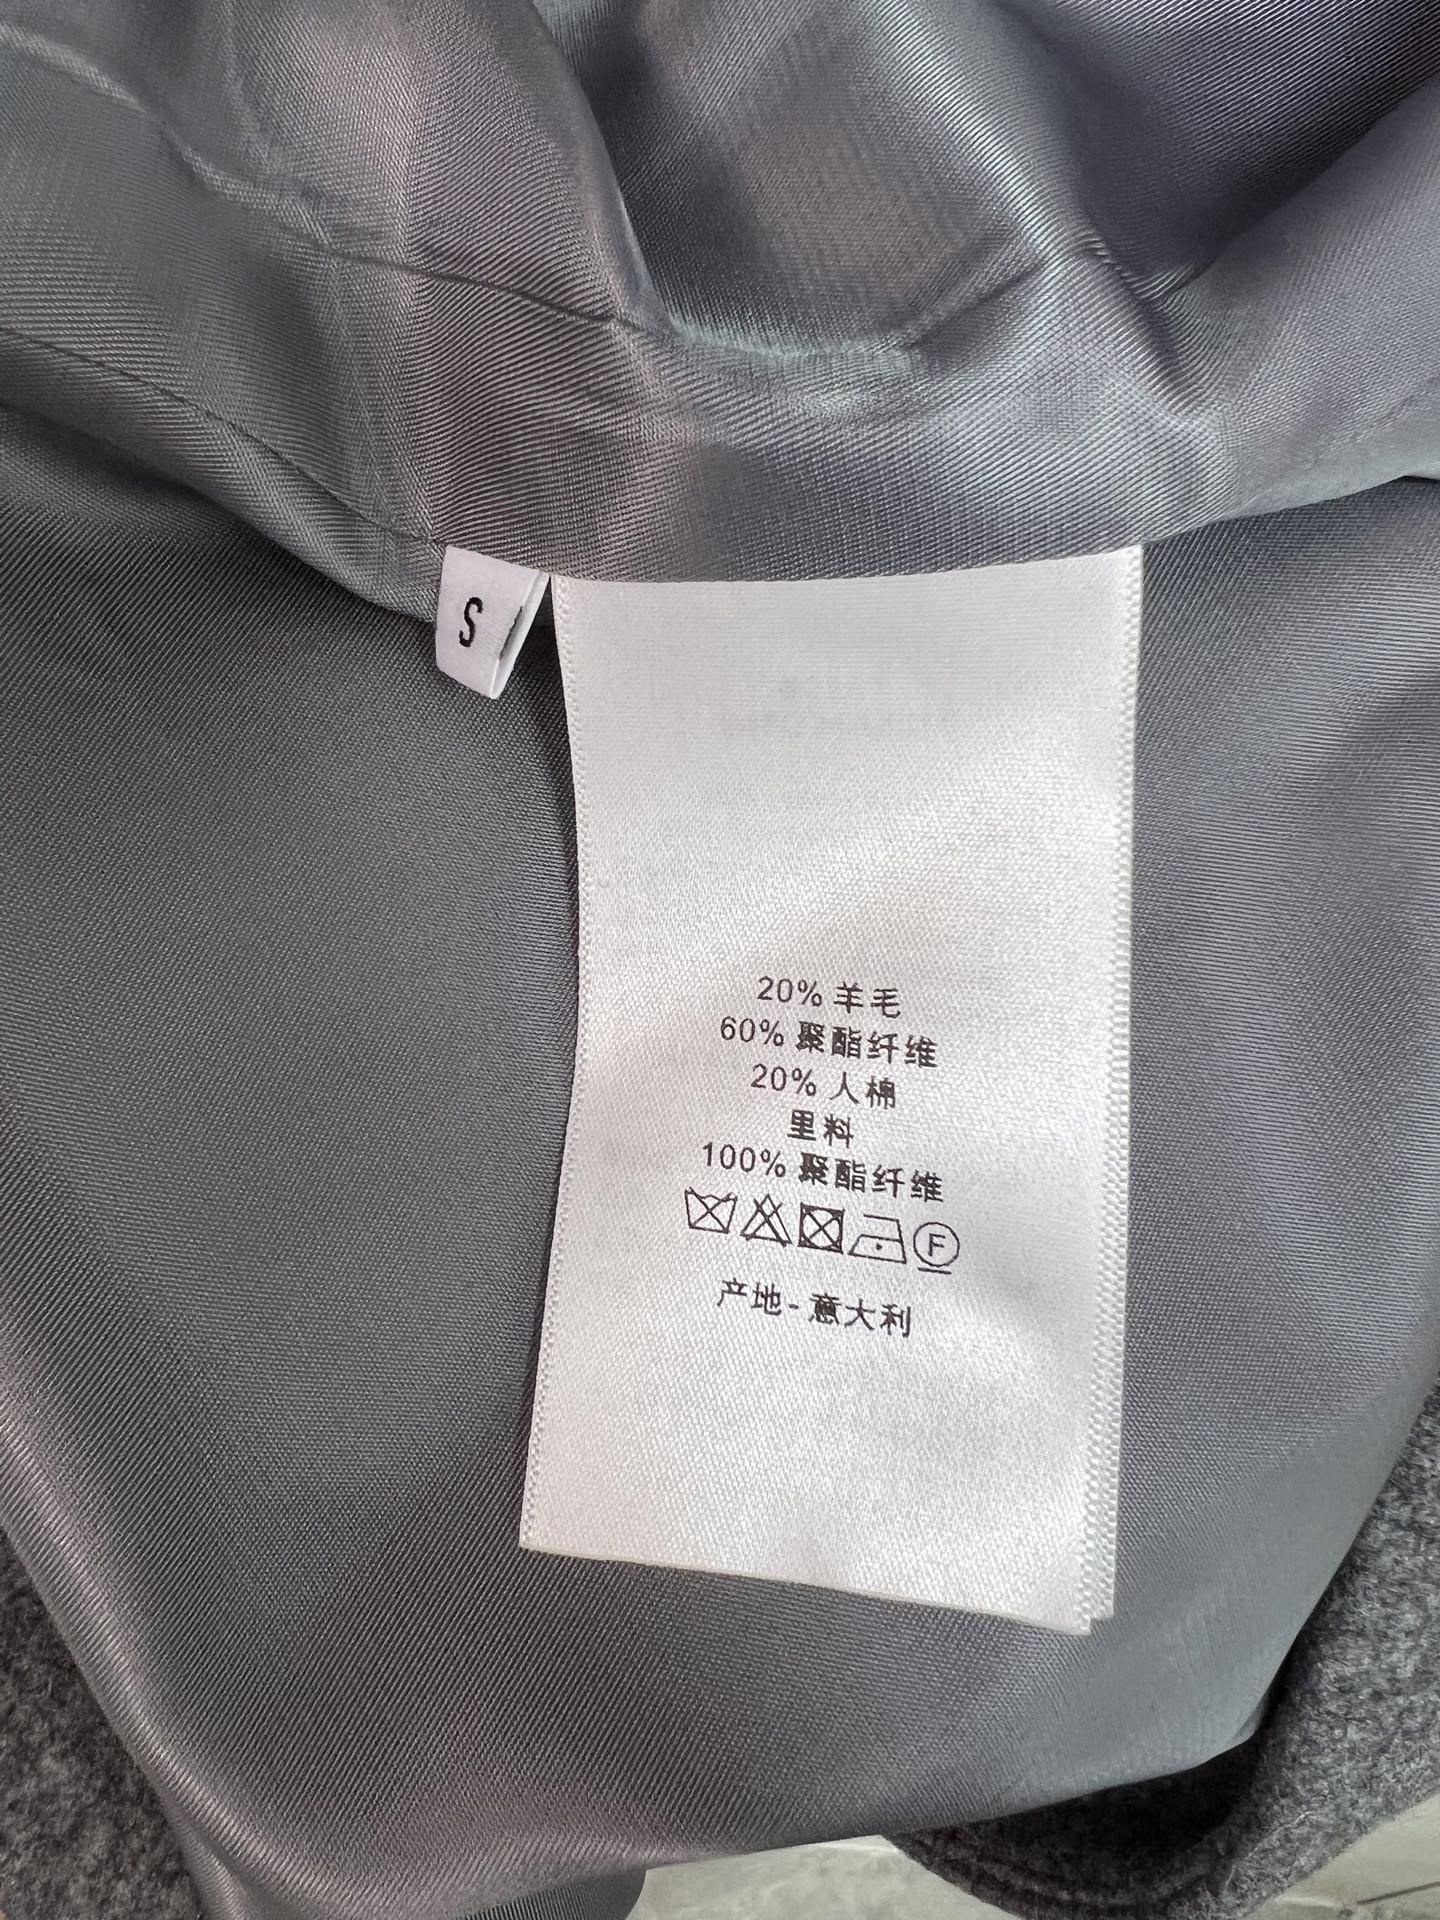 S
20% 羊毛
60% 聚酯纤维
20% 人棉
里料
100% 聚酯纤维
F
产地-意大利